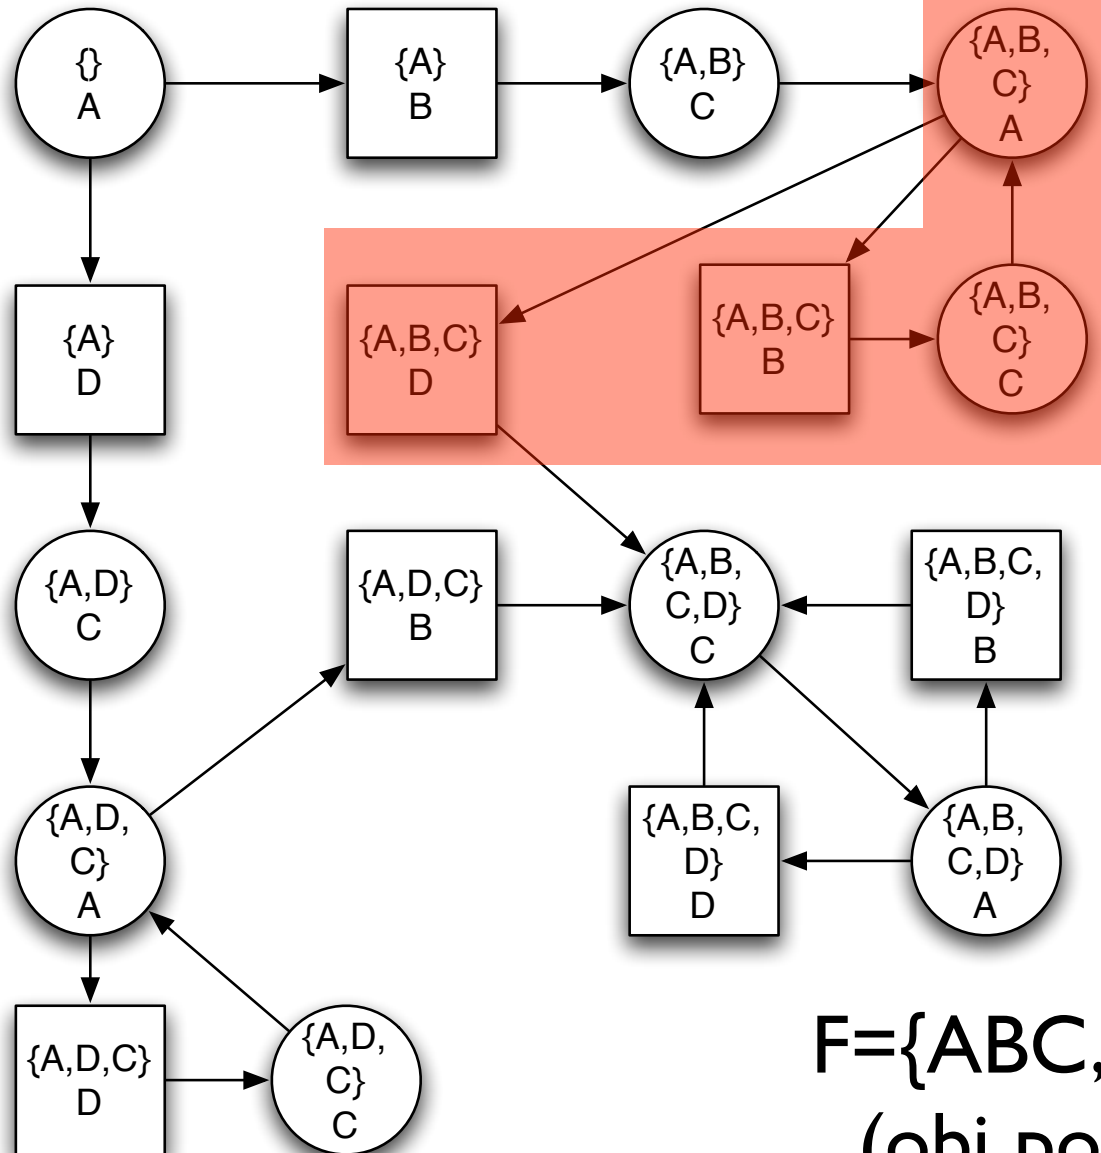 {}
A
{A}
B
{A,B}
C
{A,B,
C}
A
{A}
D
{A,B,C}
D
{A,B,C}
B
{A,B,
C}
C
{A,D}
C
{A,D,C}
B
{A,B,
C,D}
C
{A,B,C,
D}
B
{A,D,
C}
A
{A,B,C,
D}
D
{A,B,
C,D}
A
{A,D,C}
D
{A,D,
C}
C
F={ABC,